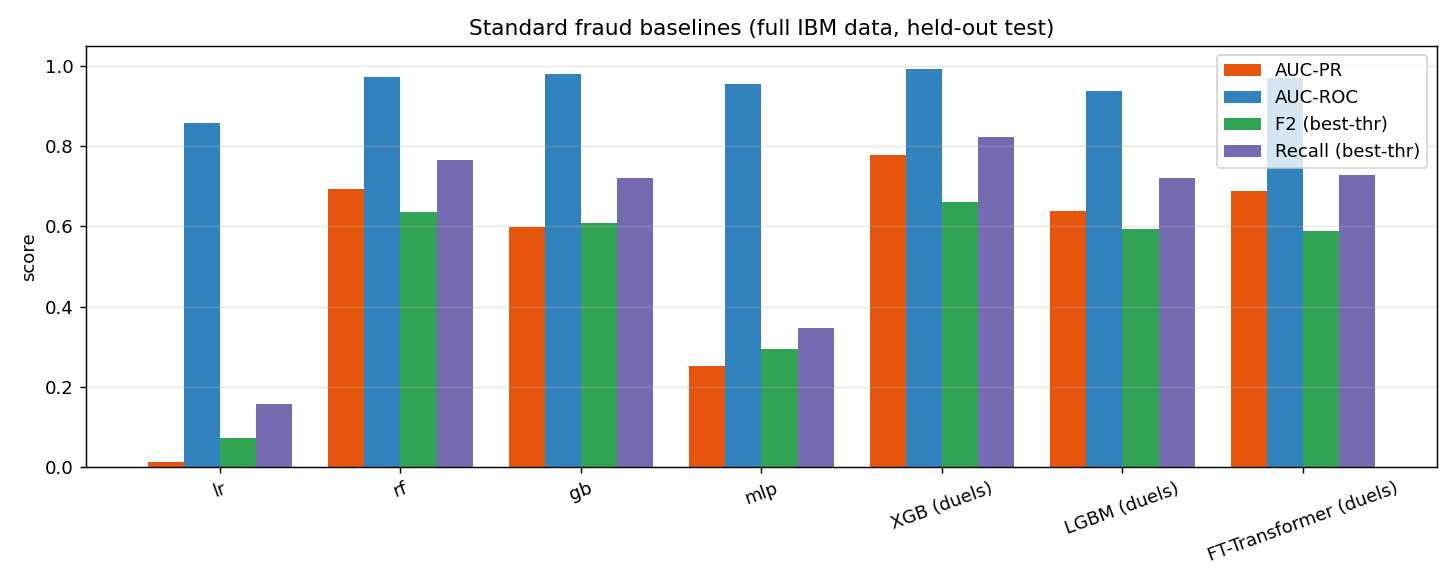 Standard fraud baselines (full IBM data, held-out test)
AUC-PR
AUC-ROC
F2 (best-thr)
Recall (best-thr)
score
1.0
0.8
0.6
0.4
0.2
0.0
lr
rf
gb
mlp
XGB (duels)
LGBM (duels)
FT-Transformer (duels)